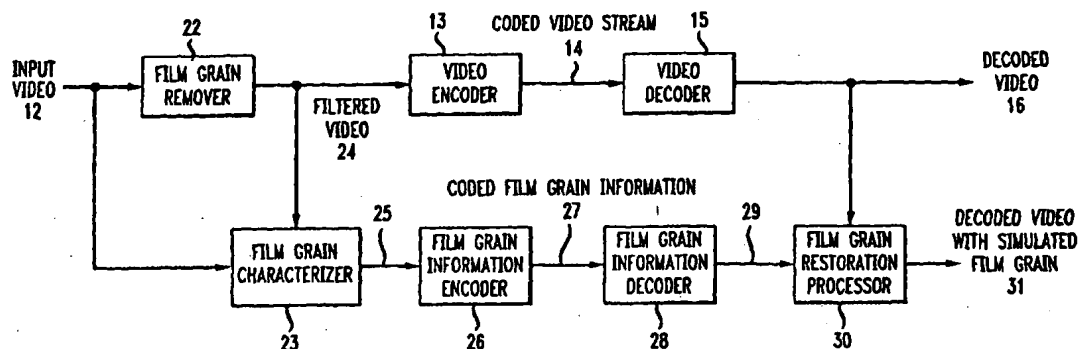 22
13
CODED VIDEO STREAM
15
INPUT
VIDEO
12
FILM GRAIN
REMOVER
VIDEO
ENCODER
14
VIDEO
DECODER
DECODED
VIDEO
16
FILTERED
VIDEO
24
CODED FILM GRAIN INFORMATION
25
27
29
FILM GRAIN
CHARACTERIZER
FILM GRAIN
INFORMATION
ENCODER
FILM GRAIN
INFORMATION
DECODER
FILM GRAIN
RESTORATION
PROCESSOR
DECODED VIDEO
WITH SIMULATED
FILM GRAIN
31
23
26
28
30